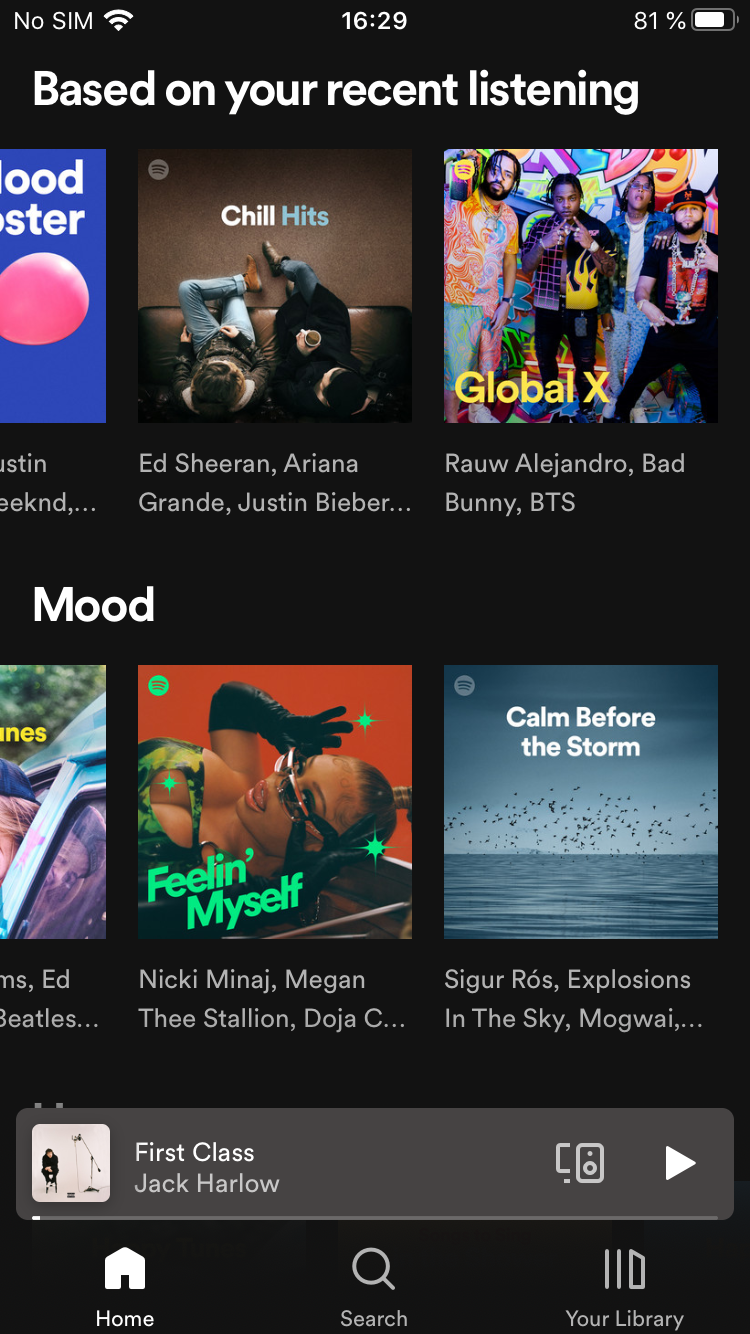 No SIM 16:29 81 %
Based on your recent listening
lood
oster
Chill Hits
Global X
ustin
eeknd,...
Ed Sheeran, Ariana
Grande, Justin Bieber...
Rauw Alejandro, Bad
Bunny, BTS
Mood
unes
Feelin'
Myself
Calm Before
the Storm
ms, Ed
Beatles...
Nicki Minaj, Megan
Thee Stallion, Doja C...
Sigur Rós, Explosions
In The Sky, Mogwai,...
First Class
Jack Harlow
Home
Search
Your Library